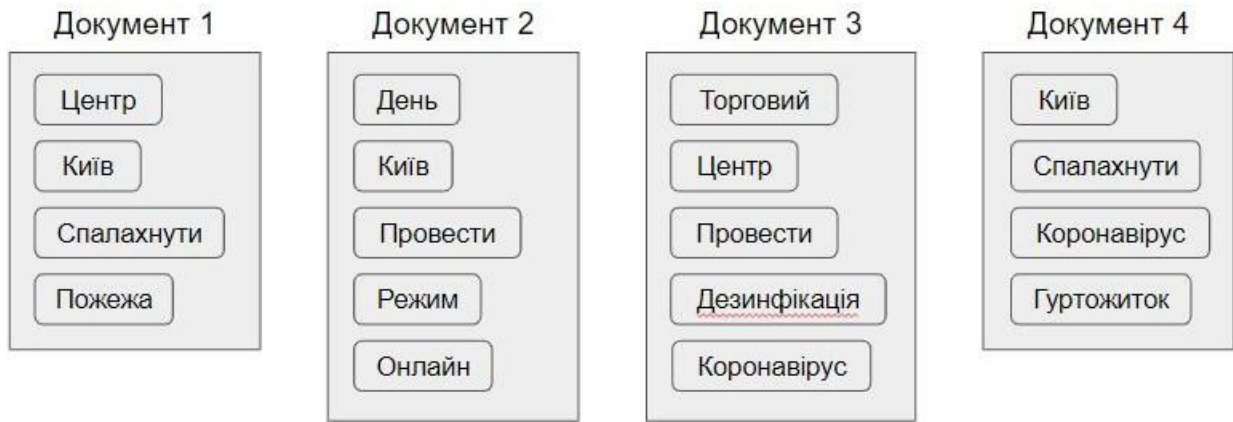 Документ 1
Центр
Київ
Спалахнути
Пожежа
Документ 2
День
Київ
Провести
Режим
Онлайн
Документ 3
Торговий
Центр
Провести
Дезинфікація
Коронавірус
Документ 4
Київ
Спалахнути
Коронавірус
Гуртожиток